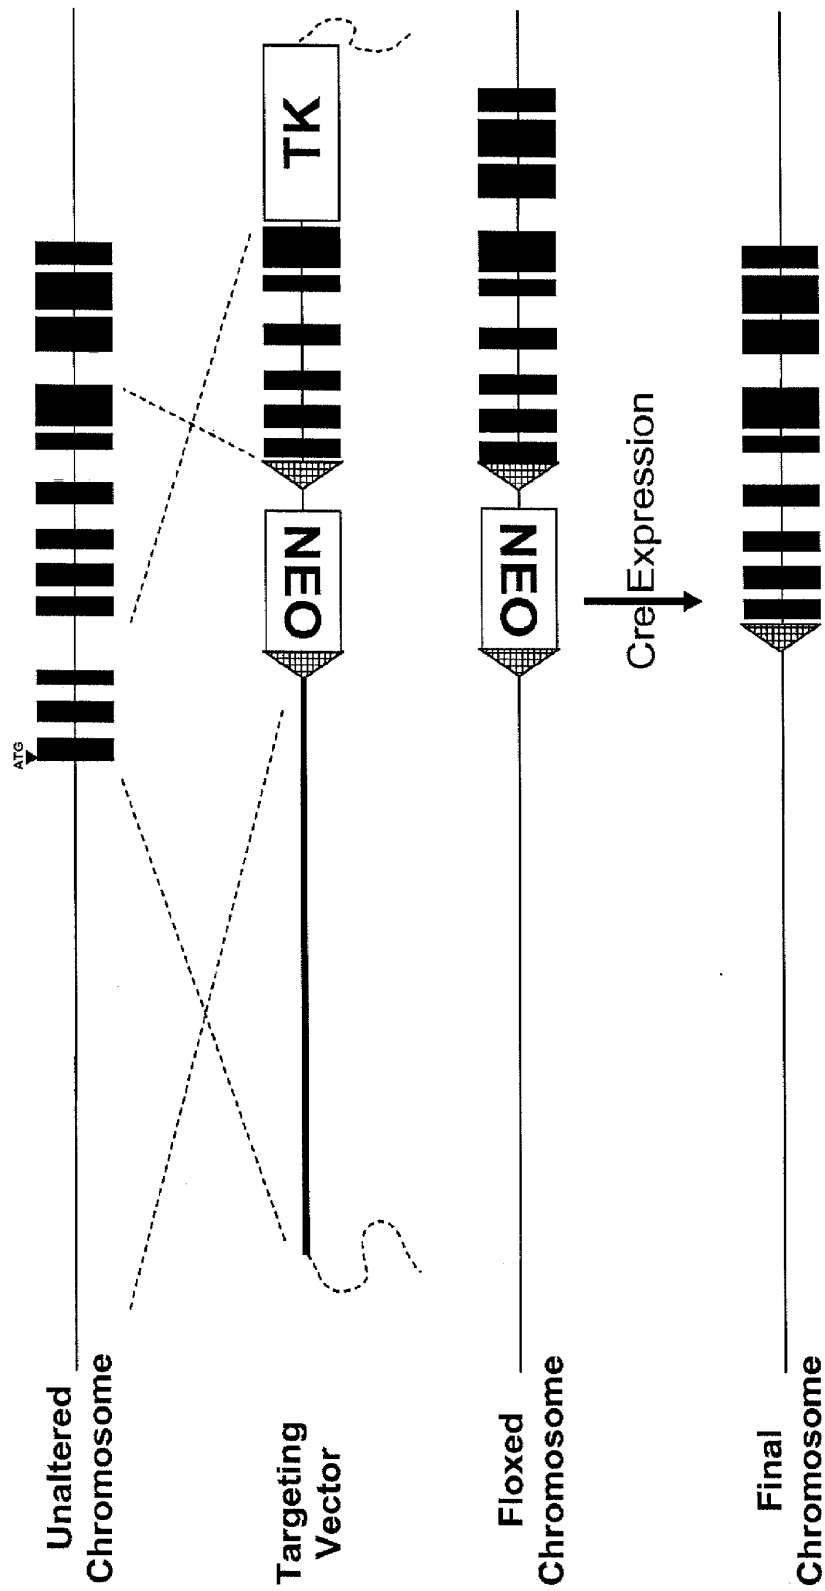 ATG
Unaltered
Chromosome
NEO
TK
Targeting
Vector
NEO
Floxed
Chromosome
Cre Expression
Final
Chromosome